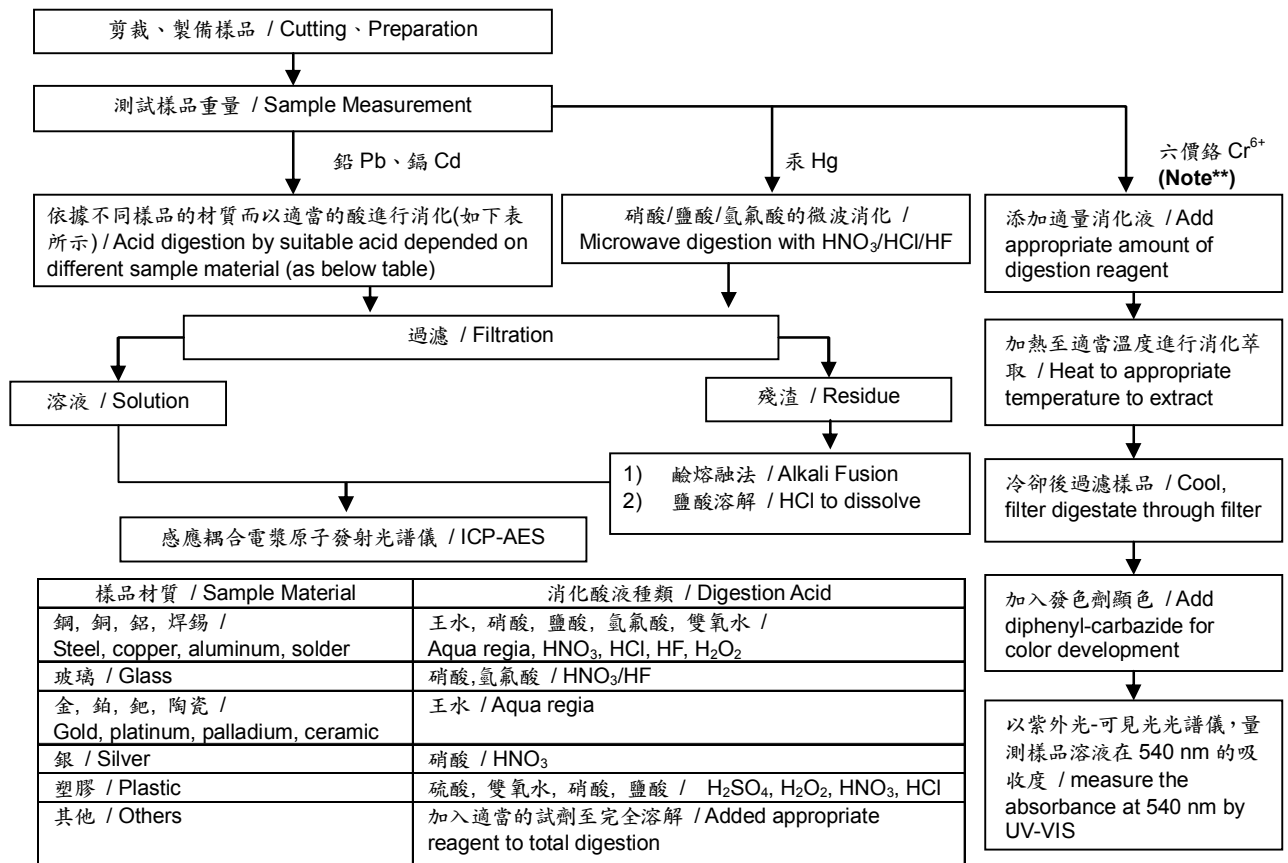 剪裁、製備樣品 / Cutting、Preparation
測試樣品重量 / Sample Measurement
鉛 Pb、鎘 Cd
汞 Hg
六價鉻 Cr⁶⁺
(Note**)
依據不同樣品的材質而以適當的酸進行消化(如下表
所示) / Acid digestion by suitable acid depended on
different sample material (as below table)
硝酸/鹽酸/氫氟酸的微波消化 /
Microwave digestion with HNO₃/HCl/HF
添加適量消化液 / Add
appropriate amount of
digestion reagent
過濾 / Filtration
加熱至適當溫度進行消化萃
取 / Heat to appropriate
temperature to extract
溶液 / Solution
殘渣 / Residue
1) 鹼熔融法 / Alkali Fusion
2) 鹽酸溶解 / HCl to dissolve
冷卻後過濾樣品 / Cool,
filter digestate through filter
感應耦合電漿原子發射光譜儀 / ICP-AES
加入發色劑顯色 / Add
diphenyl-carbazide for
color development
以紫外光-可見光光譜儀，量
測樣品溶液在 540 nm 的吸
收度 / measure the
absorbance at 540 nm by
UV-VIS
樣品材質 / Sample Material
消化酸液種類 / Digestion Acid
鋼, 銅, 鋁, 焊錫 /
Steel, copper, aluminum, solder
王水, 硝酸, 鹽酸, 氫氟酸, 雙氧水 /
Aqua regia, HNO₃, HCl, HF, H₂O₂
玻璃 / Glass
硝酸,氫氟酸 / HNO₃/HF
金, 鉑, 鈀, 陶瓷 /
Gold, platinum, palladium, ceramic
王水 / Aqua regia
銀 / Silver
硝酸 / HNO₃
塑膠 / Plastic
硫酸, 雙氧水, 硝酸, 鹽酸 / H₂SO₄, H₂O₂, HNO₃, HCl
其他 / Others
加入適當的試劑至完全溶解 / Added appropriate
reagent to total digestion